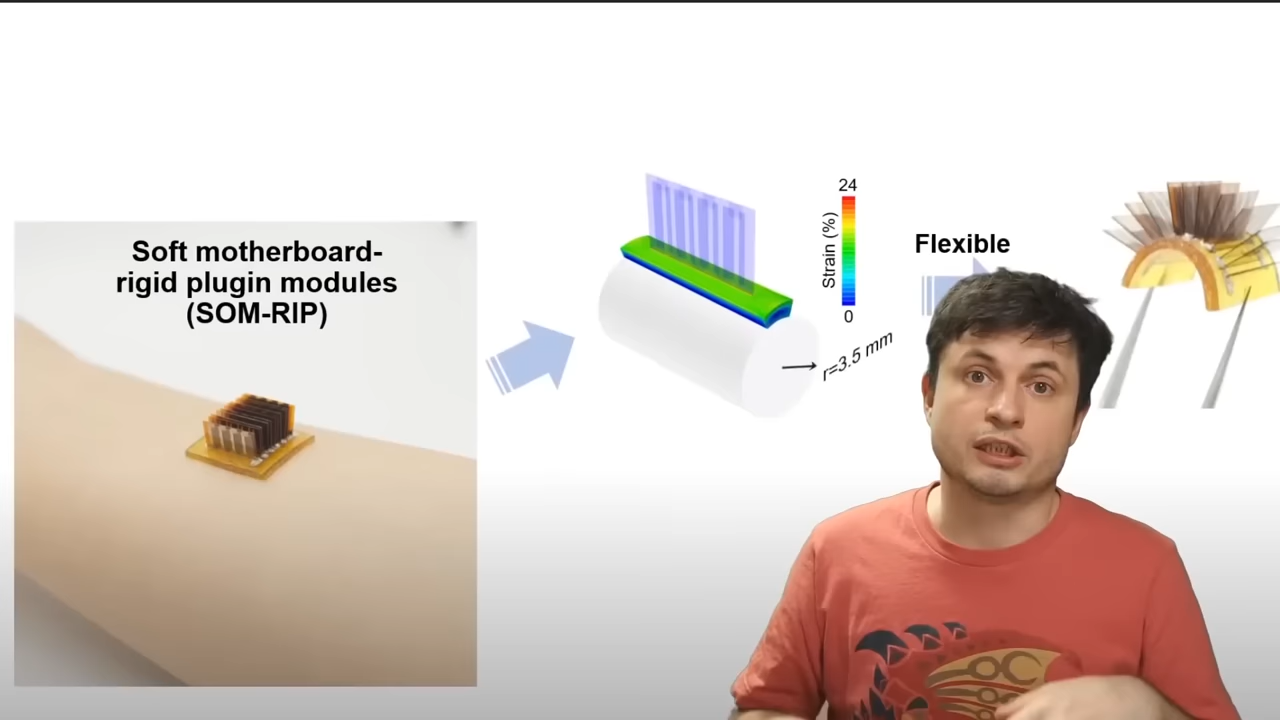 Soft motherboard-
rigid plugin modules
(SOM-RIP)
24
Strain (%)
0
r=3.5 mm
Flexible